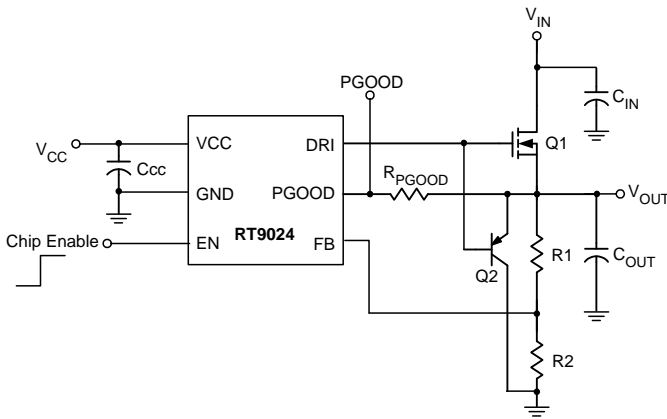 V_IN
PGOOD
C_IN
V_CC
VCC
DRI
Q1
Ccc
R_PGOOD
V_OUT
GND
PGOOD
Chip Enable
EN
RT9024
FB
Q2
R1
C_OUT
R2